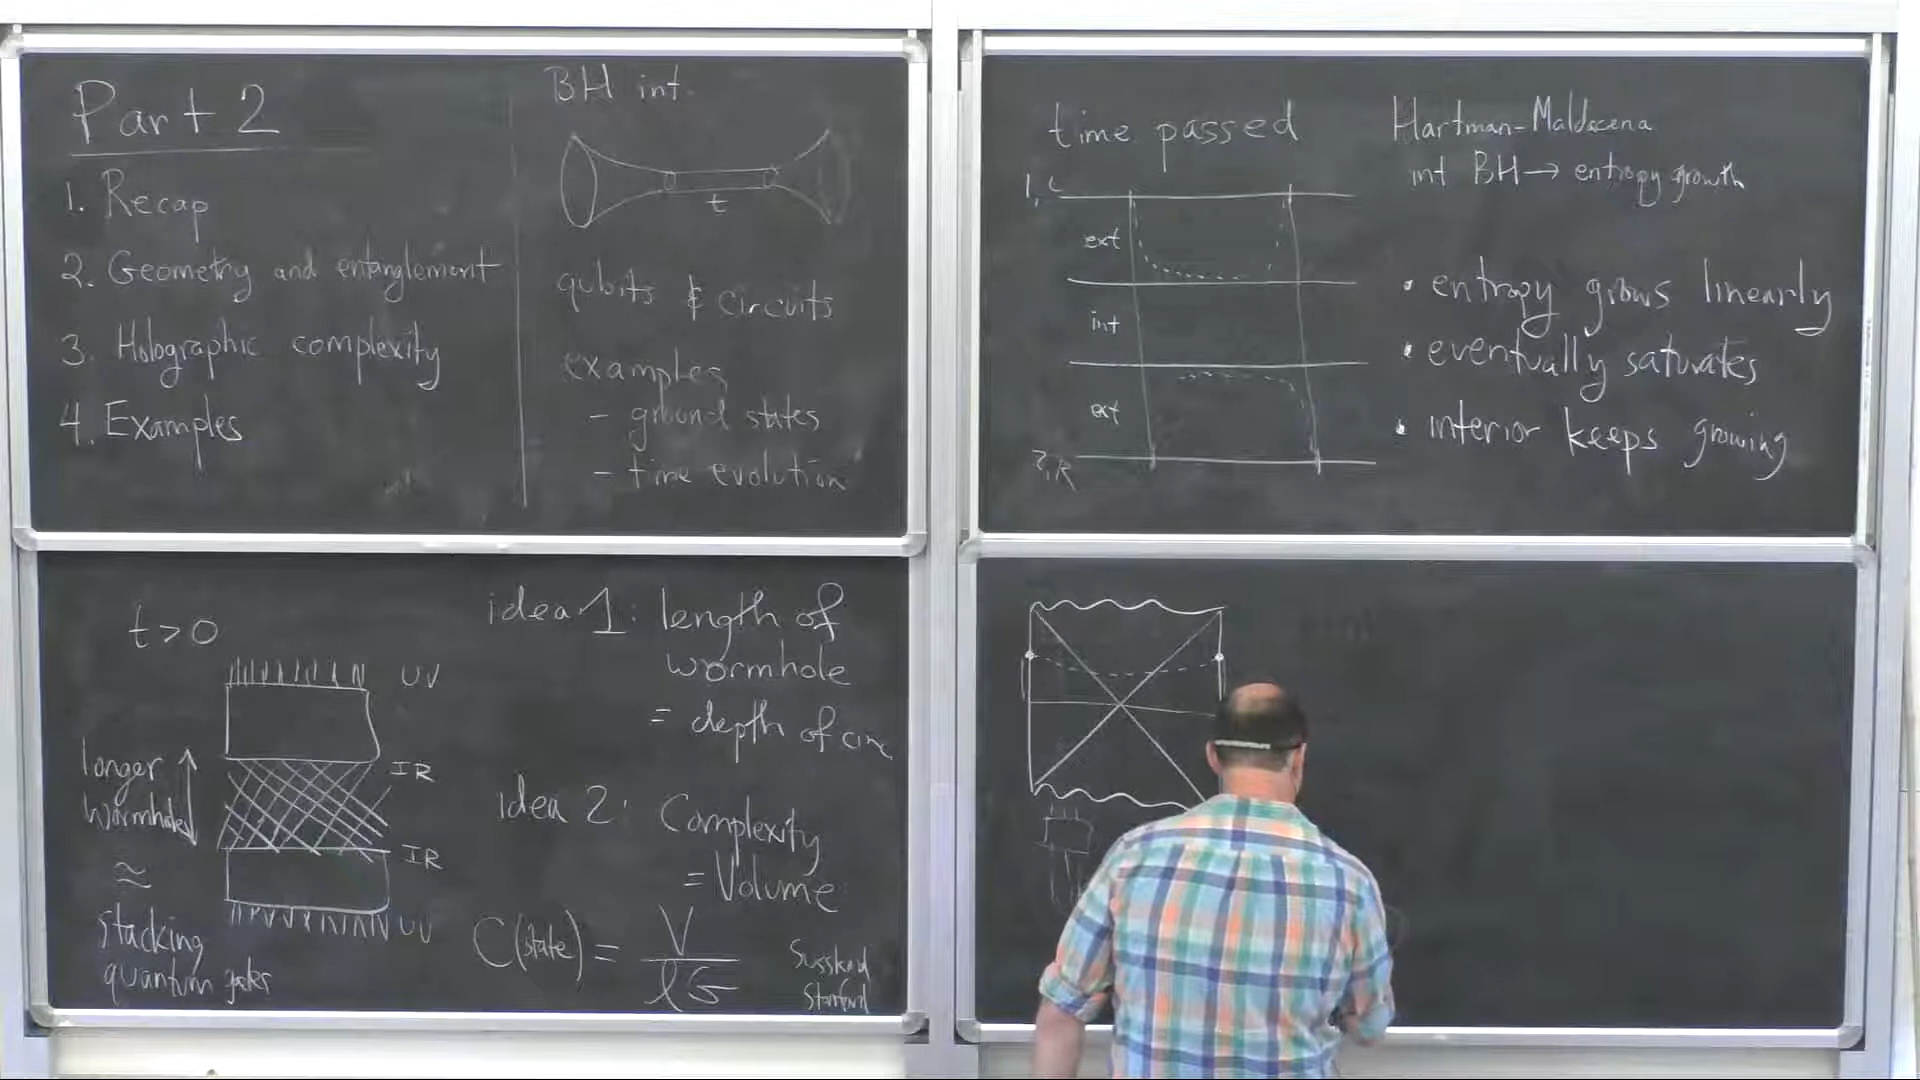 Part 2
1. Recap
2. Geometry and entanglement
3. Holographic complexity
4. Examples
BH int.
t
qubits & circuits
examples
- ground states
- time evolution
time passed
1, L
ext
int
ext
2, R
Hartman-Maldacena
int BH → entropy growth
• entropy grows linearly
• eventually saturates
• interior keeps growing
t > 0
UV
IR
IR
UV
longer
wormhole
≈
stacking
quantum gates
idea 1: length of
wormhole
= depth of circ
idea 2: Complexity
= Volume
C(state) = V / lG
Susskind
Stanford